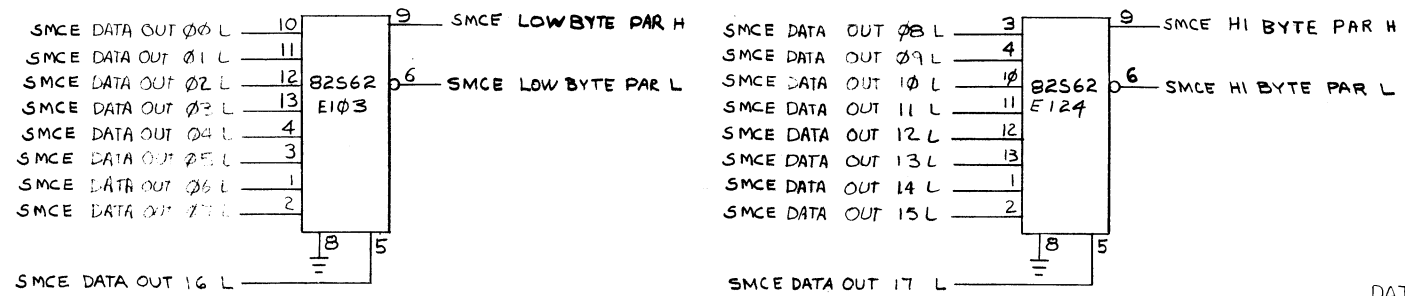 SMCE DATA OUT ØØ L 10
SMCE DATA OUT Ø1 L 11
SMCE DATA OUT Ø2 L 12
SMCE DATA OUT Ø3 L 13
SMCE DATA OUT Ø4 L 4
SMCE DATA OUT Ø5 L 3
SMCE DATA OUT Ø6 L 1
SMCE DATA OUT L 2
82S62
E1Ø3
9 SMCE LOW BYTE PAR H
6 SMCE LOW BYTE PAR L
8 5
SMCE DATA OUT 16 L
SMCE DATA OUT Ø8 L 3
SMCE DATA OUT Ø9 L 4
SMCE DATA OUT 1Ø L 1Ø
SMCE DATA OUT 11 L 11
SMCE DATA OUT 12 L 12
SMCE DATA OUT 13 L 13
SMCE DATA OUT 14 L 1
SMCE DATA OUT 15 L 2
82S62
E124
9 SMCE HI BYTE PAR H
6 SMCE HI BYTE PAR L
8 5
SMCE DATA OUT 17 L